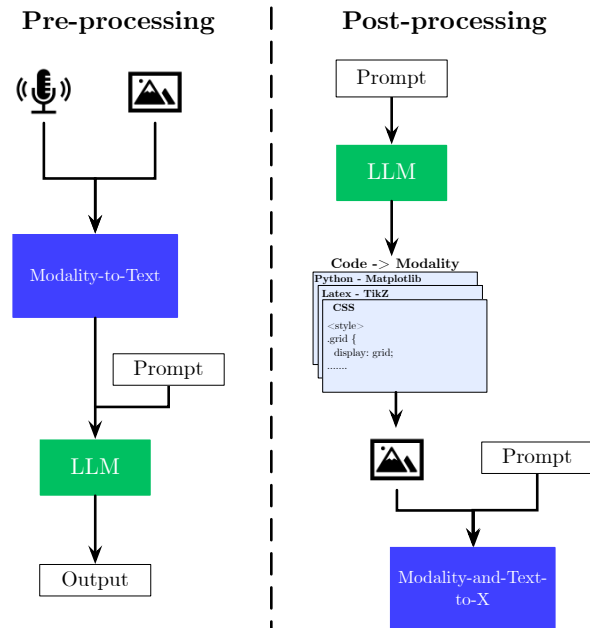 Pre-processing
Modality-to-Text
Prompt
LLM
Output
Post-processing
Prompt
LLM
Code -> Modality
Python - Matplotlib
Latex - TikZ
CSS
<style>
.grid {
display: grid;
.......
Prompt
Modality-and-Text-
to-X